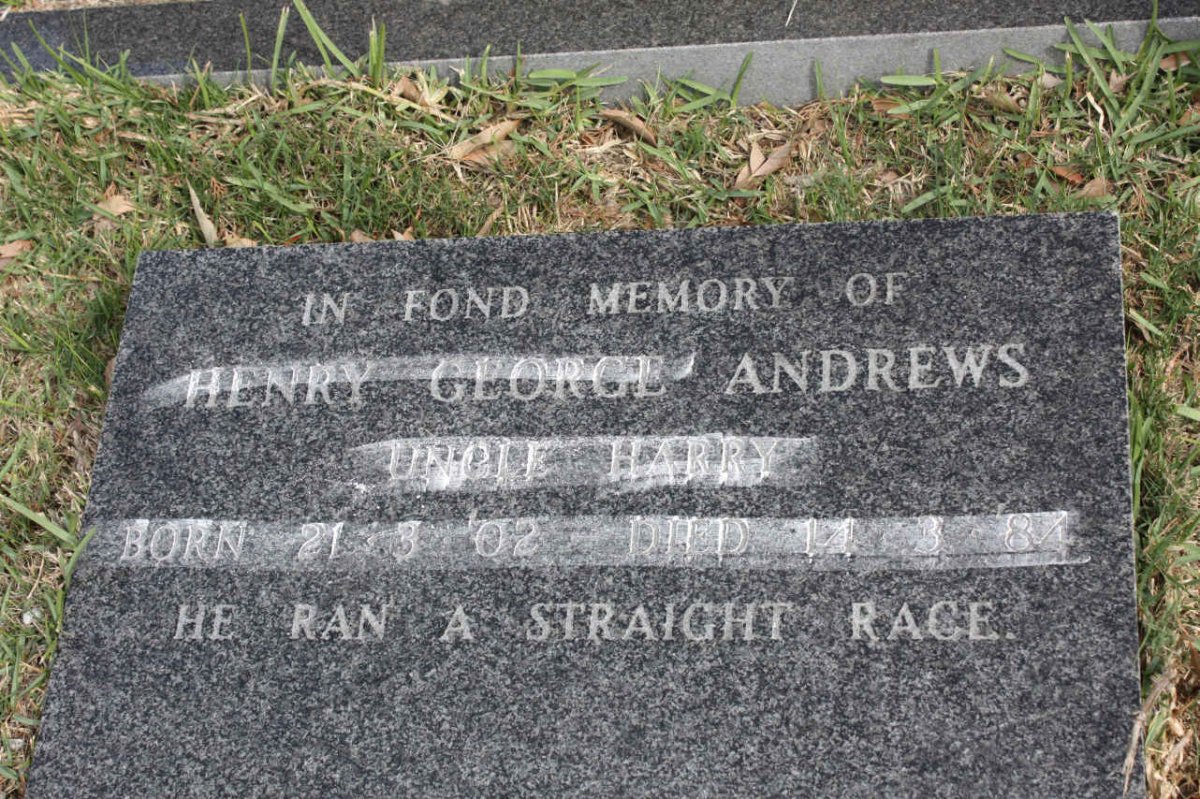 IN FOND MEMORY OF
HENRY GEORGE ANDREWS
UNCLE HARRY
BORN 21·3·'02 DIED 14·3·84
HE RAN A STRAIGHT RACE.